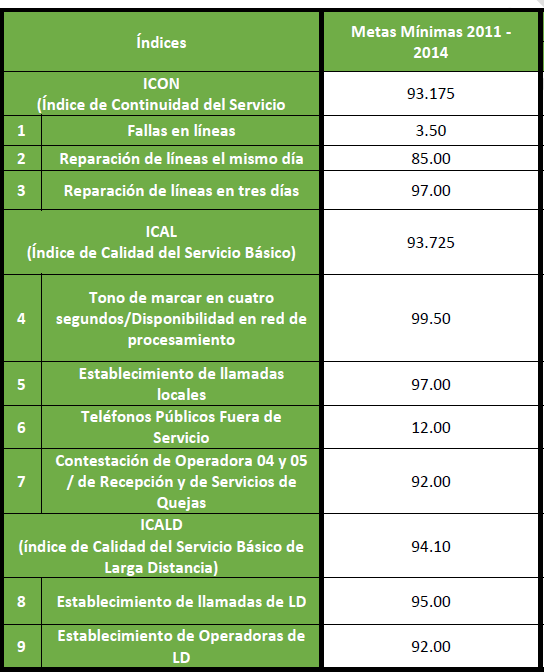 Índices
Metas Mínimas 2011 -
2014
ICON
(Índice de Continuidad del Servicio
93.175
1 Fallas en líneas 3.50
2 Reparación de líneas el mismo día 85.00
3 Reparación de líneas en tres días 97.00
ICAL
(Índice de Calidad del Servicio Básico)
93.725
4
Tono de marcar en cuatro
segundos/Disponibilidad en red de
procesamiento
99.50
5
Establecimiento de llamadas
locales
97.00
6
Teléfonos Públicos Fuera de
Servicio
12.00
7
Contestación de Operadora 04 y 05
/ de Recepción y de Servicios de
Quejas
92.00
ICALD
(índice de Calidad del Servicio Básico de
Larga Distancia)
94.10
8 Establecimiento de llamadas de LD 95.00
9
Establecimiento de Operadoras de
LD
92.00